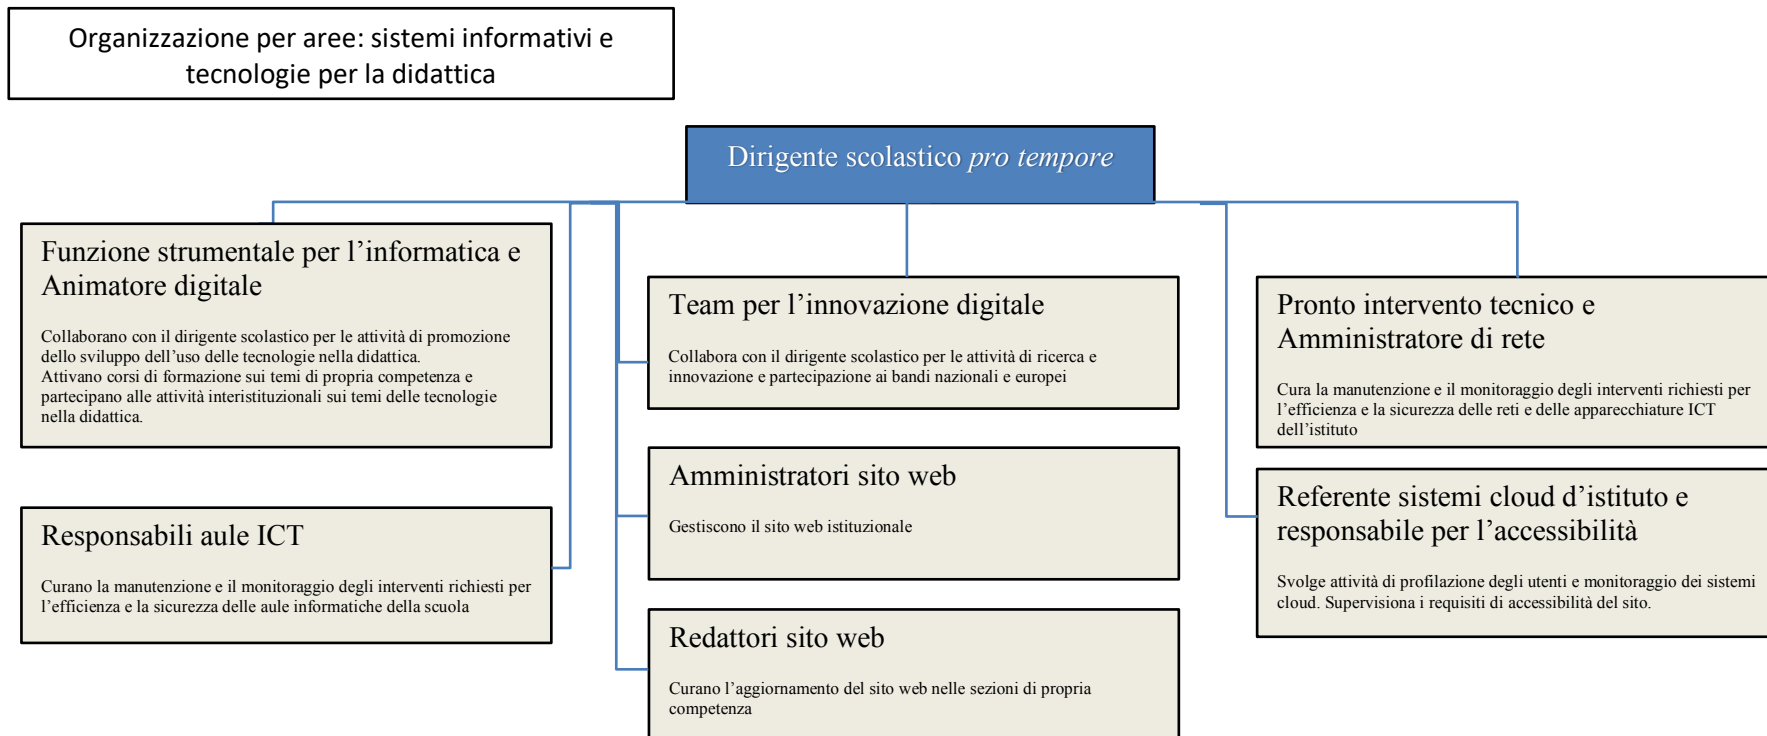 Organizzazione per aree: sistemi informativi e
tecnologie per la didattica
Dirigente scolastico pro tempore
Funzione strumentale per l’informatica e
Animatore digitale
Collaborano con il dirigente scolastico per le attività di promozione
dello sviluppo dell’uso delle tecnologie nella didattica.
Attivano corsi di formazione sui temi di propria competenza e
partecipano alle attività interistituzionali sui temi delle tecnologie
nella didattica.
Responsabili aule ICT
Curano la manutenzione e il monitoraggio degli interventi richiesti per
l’efficienza e la sicurezza delle aule informatiche della scuola
Team per l’innovazione digitale
Collabora con il dirigente scolastico per le attività di ricerca e
innovazione e partecipazione ai bandi nazionali e europei
Amministratori sito web
Gestiscono il sito web istituzionale
Redattori sito web
Curano l’aggiornamento del sito web nelle sezioni di propria
competenza
Pronto intervento tecnico e
Amministratore di rete
Cura la manutenzione e il monitoraggio degli interventi richiesti per
l’efficienza e la sicurezza delle reti e delle apparecchiature ICT
dell’istituto
Referente sistemi cloud d’istituto e
responsabile per l’accessibilità
Svolge attività di profilazione degli utenti e monitoraggio dei sistemi
cloud. Supervisiona i requisiti di accessibilità del sito.